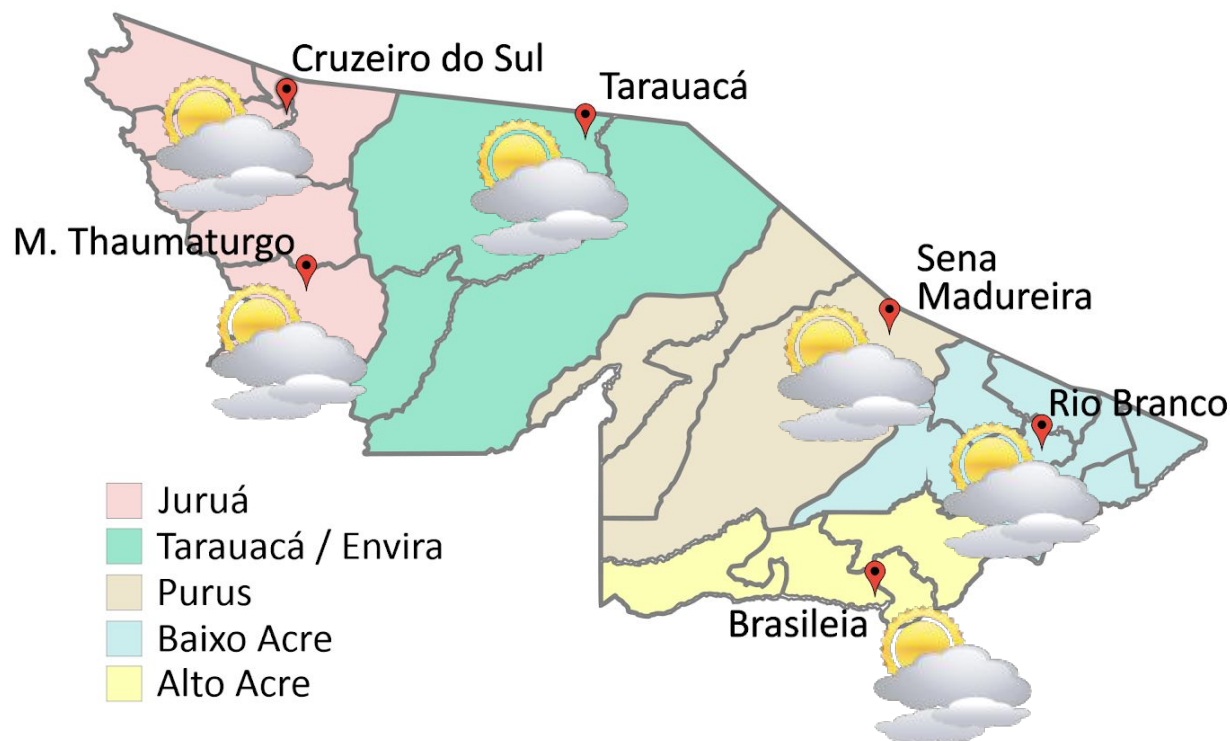 Cruzeiro do Sul
Tarauacá
M. Thaumaturgo
Sena
Madureira
Rio Branco
Brasileia
Juruá
Tarauacá / Envira
Purus
Baixo Acre
Alto Acre